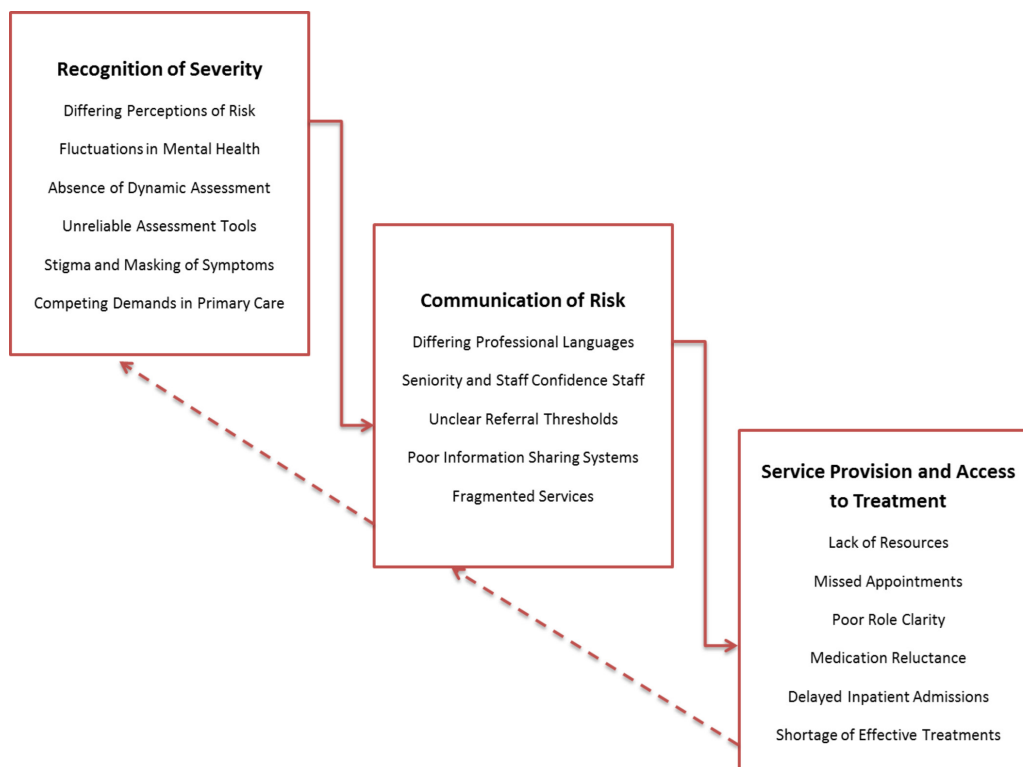 Recognition of Severity
Differing Perceptions of Risk
Fluctuations in Mental Health
Absence of Dynamic Assessment
Unreliable Assessment Tools
Stigma and Masking of Symptoms
Competing Demands in Primary Care
Communication of Risk
Differing Professional Languages
Seniority and Staff Confidence Staff
Unclear Referral Thresholds
Poor Information Sharing Systems
Fragmented Services
Service Provision and Access
to Treatment
Lack of Resources
Missed Appointments
Poor Role Clarity
Medication Reluctance
Delayed Inpatient Admissions
Shortage of Effective Treatments